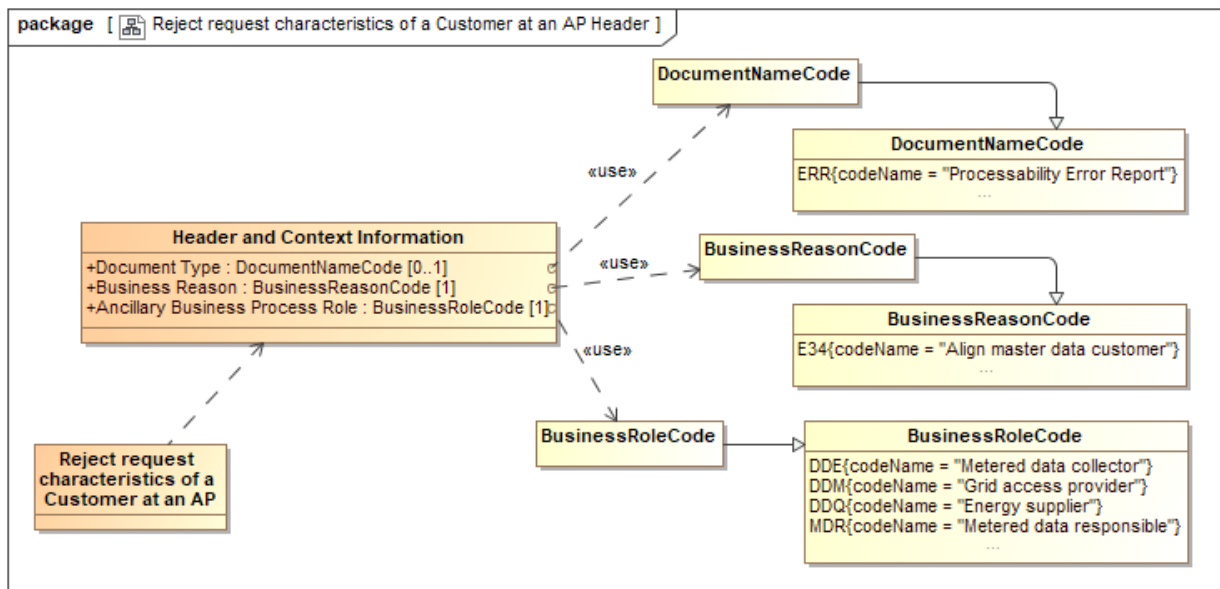 package [ Reject request characteristics of a Customer at an AP Header ]
DocumentNameCode
DocumentNameCode
ERR{codeName = "Processability Error Report"}
...
«use»
Header and Context Information
+Document Type : DocumentNameCode [0..1]
+Business Reason : BusinessReasonCode [1]
+Ancillary Business Process Role : BusinessRoleCode [1]
«use»
BusinessReasonCode
BusinessReasonCode
E34{codeName = "Align master data customer"}
...
«use»
BusinessRoleCode
BusinessRoleCode
DDE{codeName = "Metered data collector"}
DDM{codeName = "Grid access provider"}
DDQ{codeName = "Energy supplier"}
MDR{codeName = "Metered data responsible"}
...
Reject request
characteristics of a
Customer at an AP